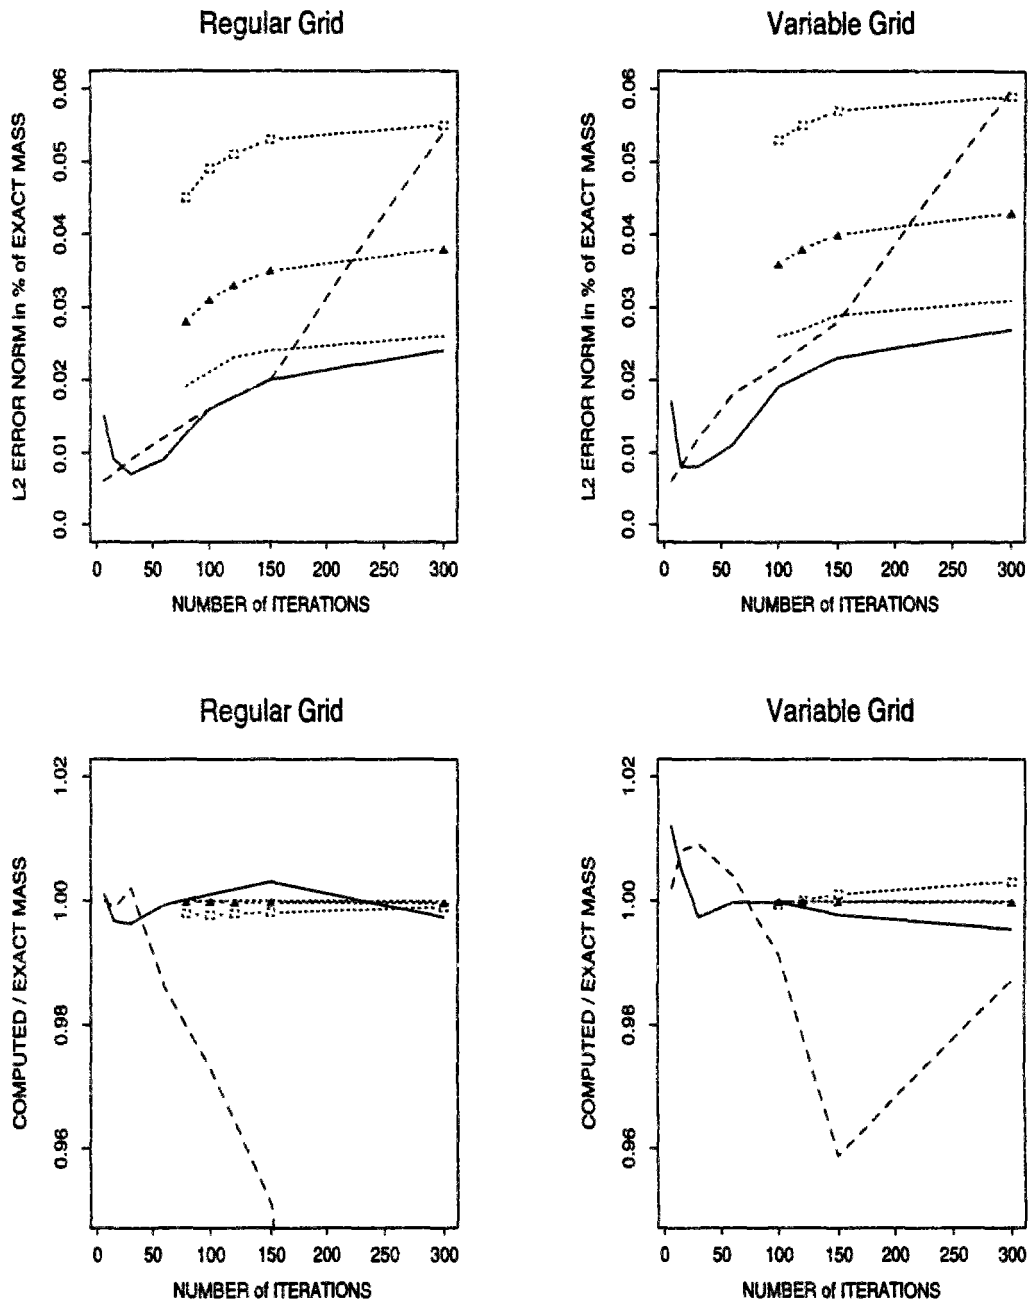 Regular Grid
Variable Grid
L2 ERROR NORM in % of EXACT MASS
0.06
0.05
0.04
0.03
0.02
0.01
0.0
0 50 100 150 200 250 300
NUMBER of ITERATIONS
L2 ERROR NORM in % of EXACT MASS
0.06
0.05
0.04
0.03
0.02
0.01
0.0
0 50 100 150 200 250 300
NUMBER of ITERATIONS
Regular Grid
Variable Grid
COMPUTED / EXACT MASS
1.02
1.00
0.98
0.96
0 50 100 150 200 250 300
NUMBER of ITERATIONS
COMPUTED / EXACT MASS
1.02
1.00
0.98
0.96
0 50 100 150 200 250 300
NUMBER of ITERATIONS